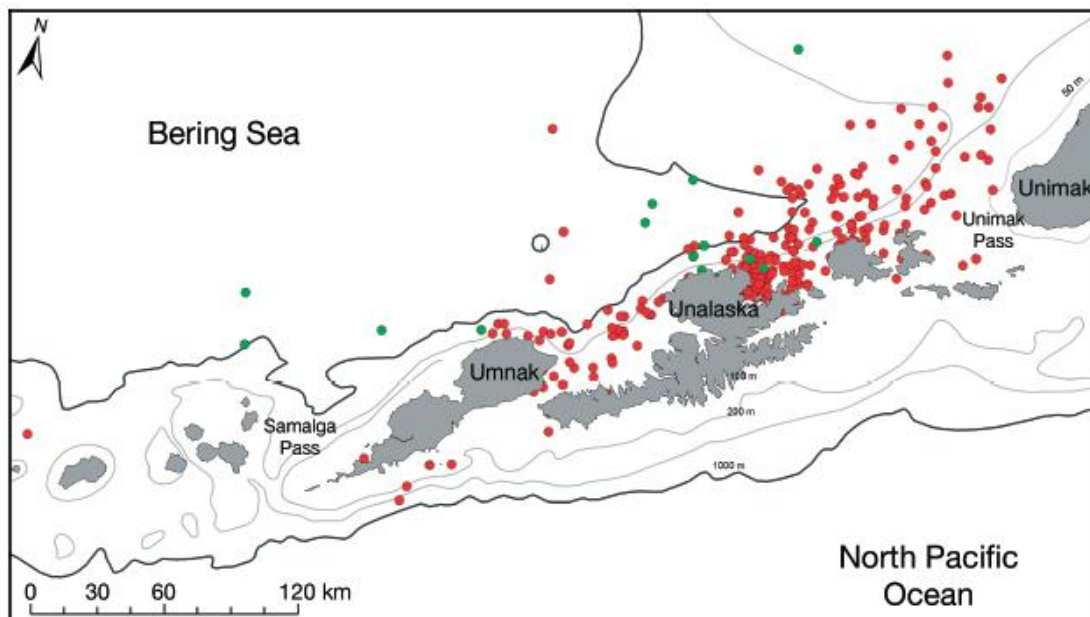 N
Bering Sea
50 m
Unimak
Unimak
Pass
Unalaska
Umnak
100 m
200 m
Samalga
Pass
1000 m
North Pacific
Ocean
0 30 60 120 km